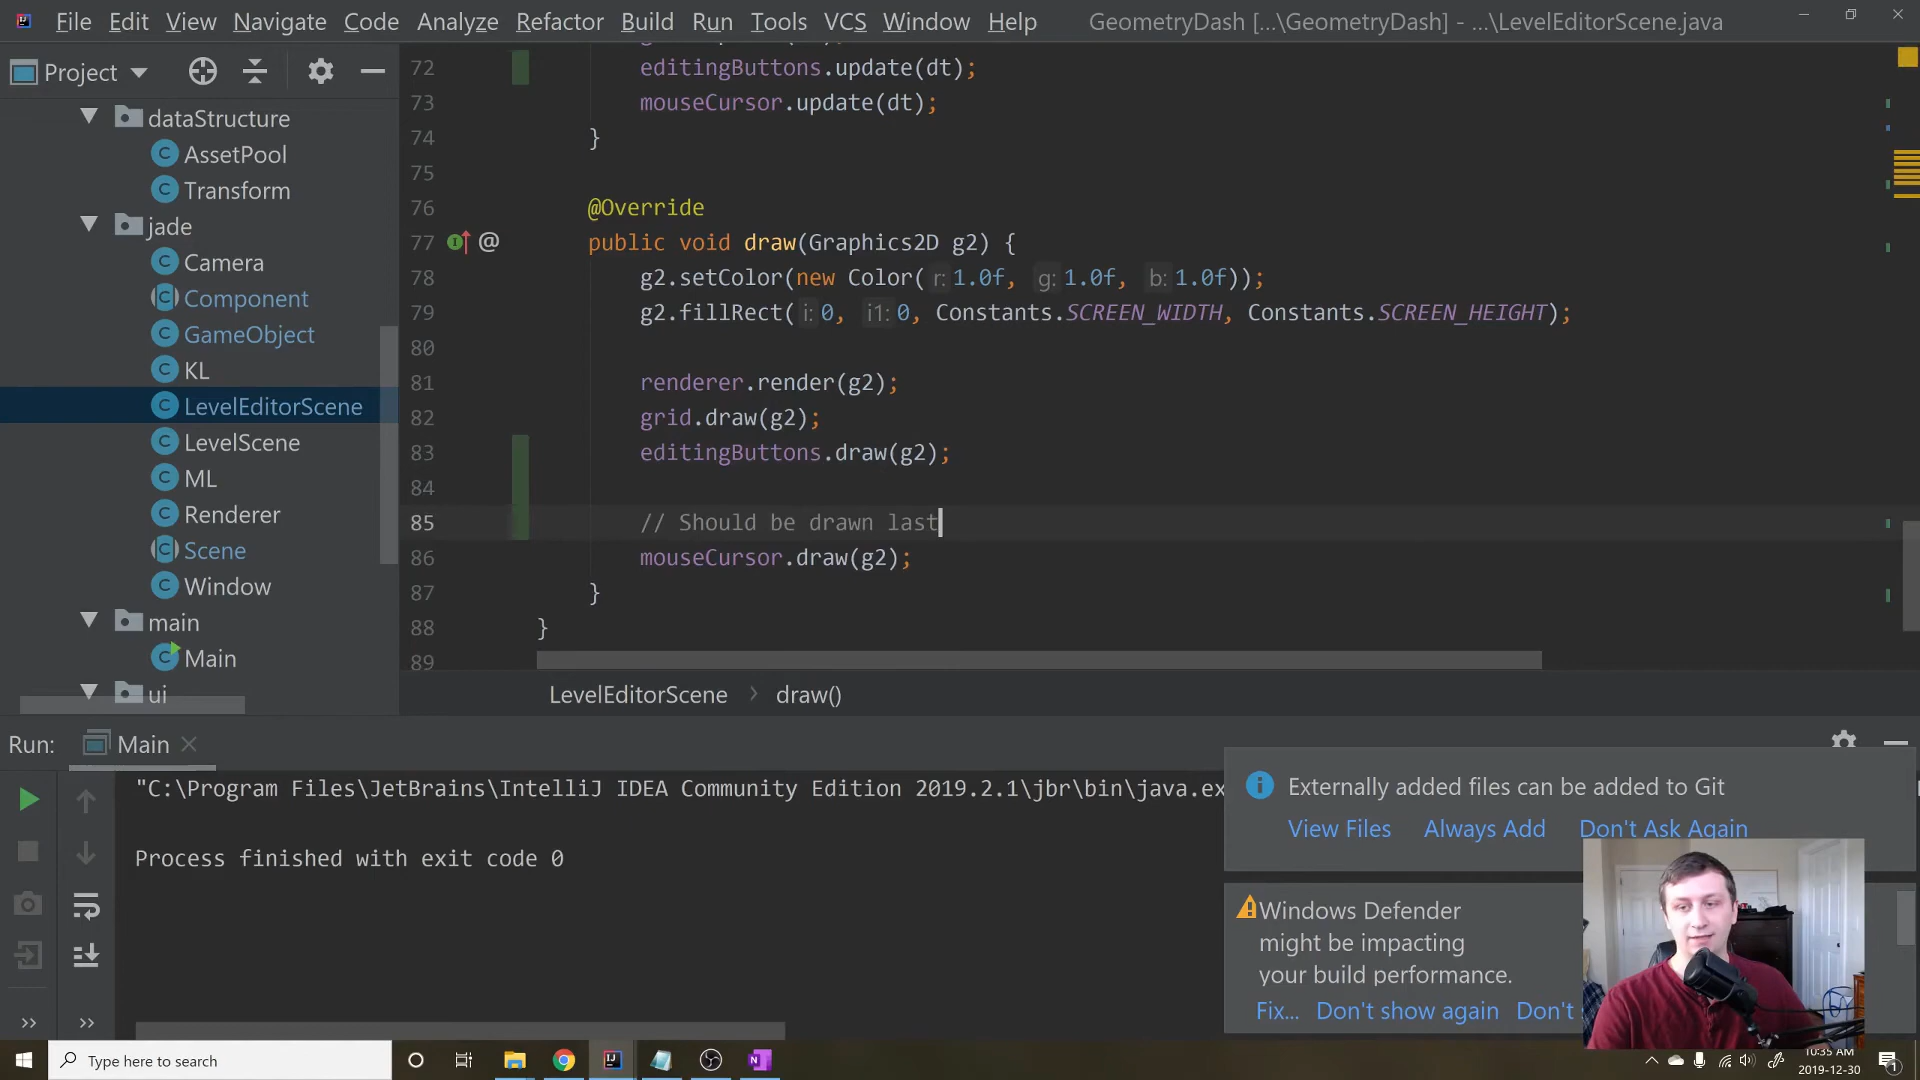 File Edit View Navigate Code Analyze Refactor Build Run Tools VCS Window Help GeometryDash [...\GeometryDash] - ...\LevelEditorScene.java
Project
dataStructure
AssetPool
Transform
jade
Camera
Component
GameObject
KL
LevelEditorScene
LevelScene
ML
Renderer
Scene
Window
main
Main
ui
72 editingButtons.update(dt);
73 mouseCursor.update(dt);
74 }
75
76 @Override
77 @ public void draw(Graphics2D g2) {
78 g2.setColor(new Color( r: 1.0f, g: 1.0f, b: 1.0f));
79 g2.fillRect( i: 0, i1: 0, Constants.SCREEN_WIDTH, Constants.SCREEN_HEIGHT);
80
81 renderer.render(g2);
82 grid.draw(g2);
83 editingButtons.draw(g2);
84
85 // Should be drawn last
86 mouseCursor.draw(g2);
87 }
88 }
89
LevelEditorScene > draw()
Run: Main
"C:\Program Files\JetBrains\IntelliJ IDEA Community Edition 2019.2.1\jbr\bin\java.ex
Process finished with exit code 0
Externally added files can be added to Git
View Files Always Add Don't Ask Again
Windows Defender
might be impacting
your build performance.
Fix... Don't show again Don't
Type here to search
10:35 AM
2019-12-30